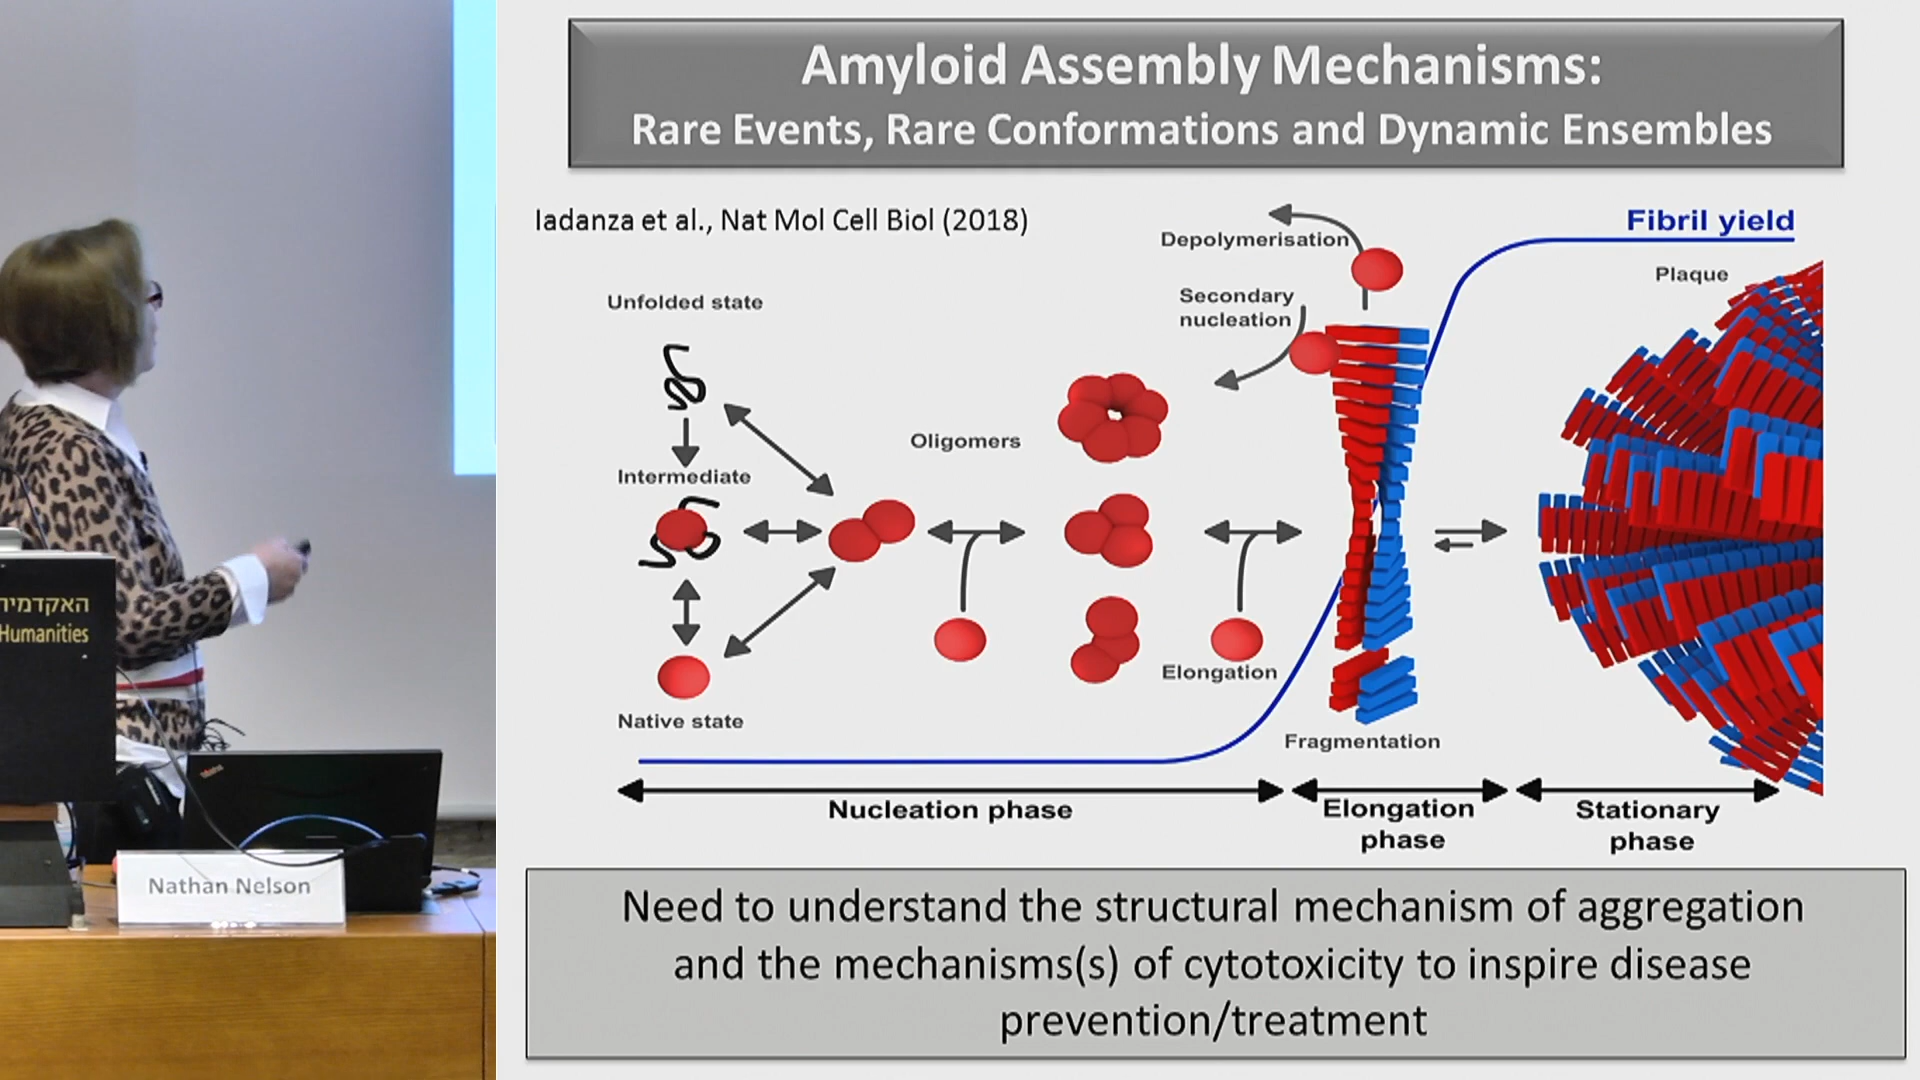 Amyloid Assembly Mechanisms:
Rare Events, Rare Conformations and Dynamic Ensembles
Iadanza et al., Nat Mol Cell Biol (2018)
Fibril yield
Depolymerisation
Plaque
Secondary
nucleation
Unfolded state
Oligomers
Intermediate
Elongation
Native state
Fragmentation
Nucleation phase
Elongation
phase
Stationary
phase
Need to understand the structural mechanism of aggregation
and the mechanisms(s) of cytotoxicity to inspire disease
prevention/treatment
האקדמיה
Humanities
Nathan Nelson